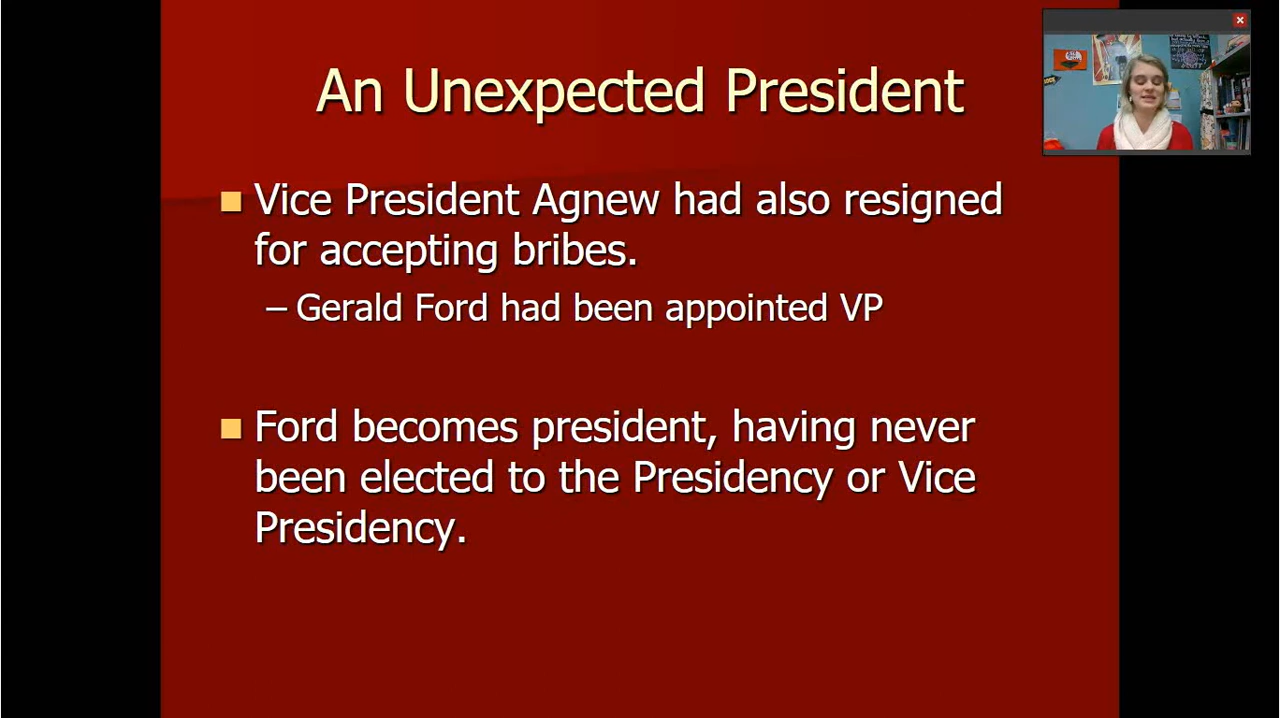 An Unexpected President
Vice President Agnew had also resigned
for accepting bribes.
– Gerald Ford had been appointed VP
Ford becomes president, having never
been elected to the Presidency or Vice
Presidency.